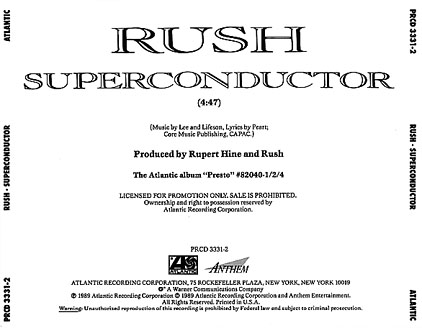 ATLANTIC
RUSH - SUPERCONDUCTOR
PRCD 3331-2
RUSH
SUPERCONDUCTOR
(4:47)
(Music by Lee and Lifeson, Lyrics by Peart;
Core Music Publishing, CAPAC.)
Produced by Rupert Hine and Rush
The Atlantic album "Presto" #82040-1/2/4
LICENSED FOR PROMOTION ONLY, SALE IS PROHIBITED.
Ownership and right to possession reserved by
Atlantic Recording Corporation.
PRCD 3331-2
ATLANTIC
ANTHEM
ATLANTIC RECORDING CORPORATION, 75 ROCKEFELLER PLAZA, NEW YORK, NEW YORK 10019
A Warner Communications Company
℗ 1989 Atlantic Recording Corporation © 1989 Atlantic Recording Corporation and Anthem Entertainment.
All Rights Reserved. Printed in U.S.A.
Warning: Unauthorized reproduction of this recording is prohibited by Federal law and subject to criminal prosecution.
PRCD 3331-2
RUSH - SUPERCONDUCTOR
ATLANTIC